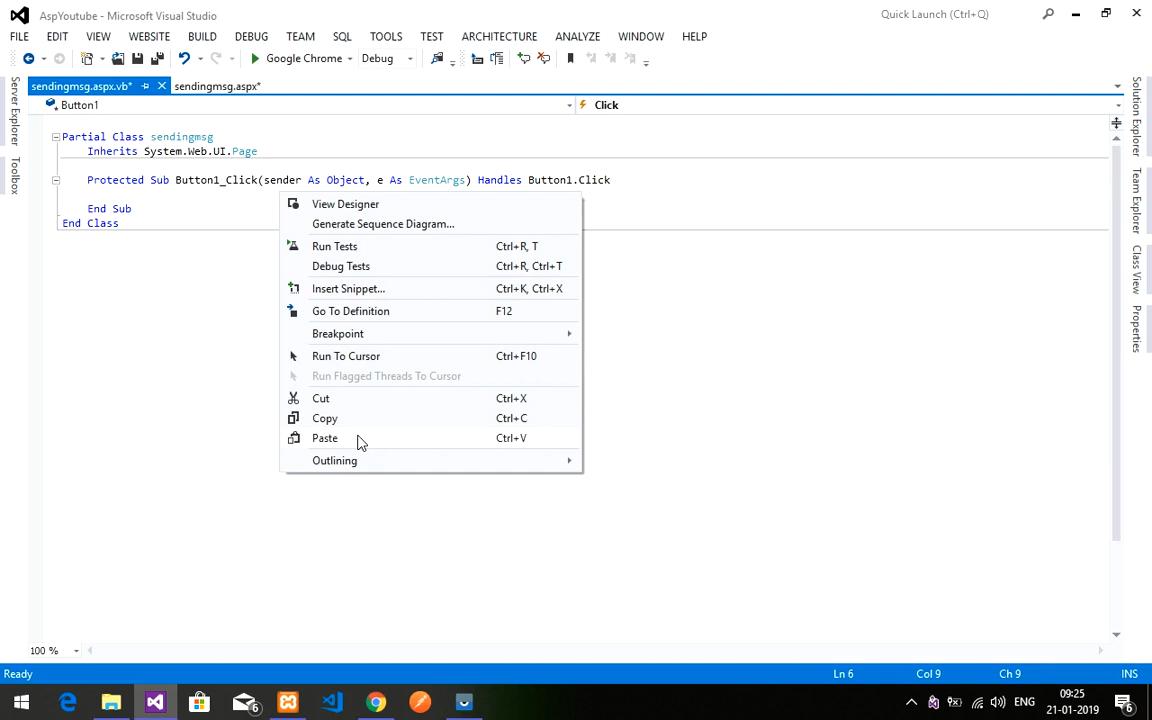 AspYoutube - Microsoft Visual Studio
Quick Launch (Ctrl+Q)
FILE EDIT VIEW WEBSITE BUILD DEBUG TEAM SQL TOOLS TEST ARCHITECTURE ANALYZE WINDOW HELP
Google Chrome Debug
sendingmsg.aspx.vb* sendingmsg.aspx*
Button1 Click
Server Explorer
Toolbox
Solution Explorer
Team Explorer
Class View
Properties
Partial Class sendingmsg
Inherits System.Web.UI.Page
Protected Sub Button1_Click(sender As Object, e As EventArgs) Handles Button1.Click
End Sub
End Class
View Designer
Generate Sequence Diagram...
Run Tests Ctrl+R, T
Debug Tests Ctrl+R, Ctrl+T
Insert Snippet... Ctrl+K, Ctrl+X
Go To Definition F12
Breakpoint
Run To Cursor Ctrl+F10
Run Flagged Threads To Cursor
Cut Ctrl+X
Copy Ctrl+C
Paste Ctrl+V
Outlining
100 %
Ready Ln 6 Col 9 Ch 9 INS
6
ENG
09:25
21-01-2019
6